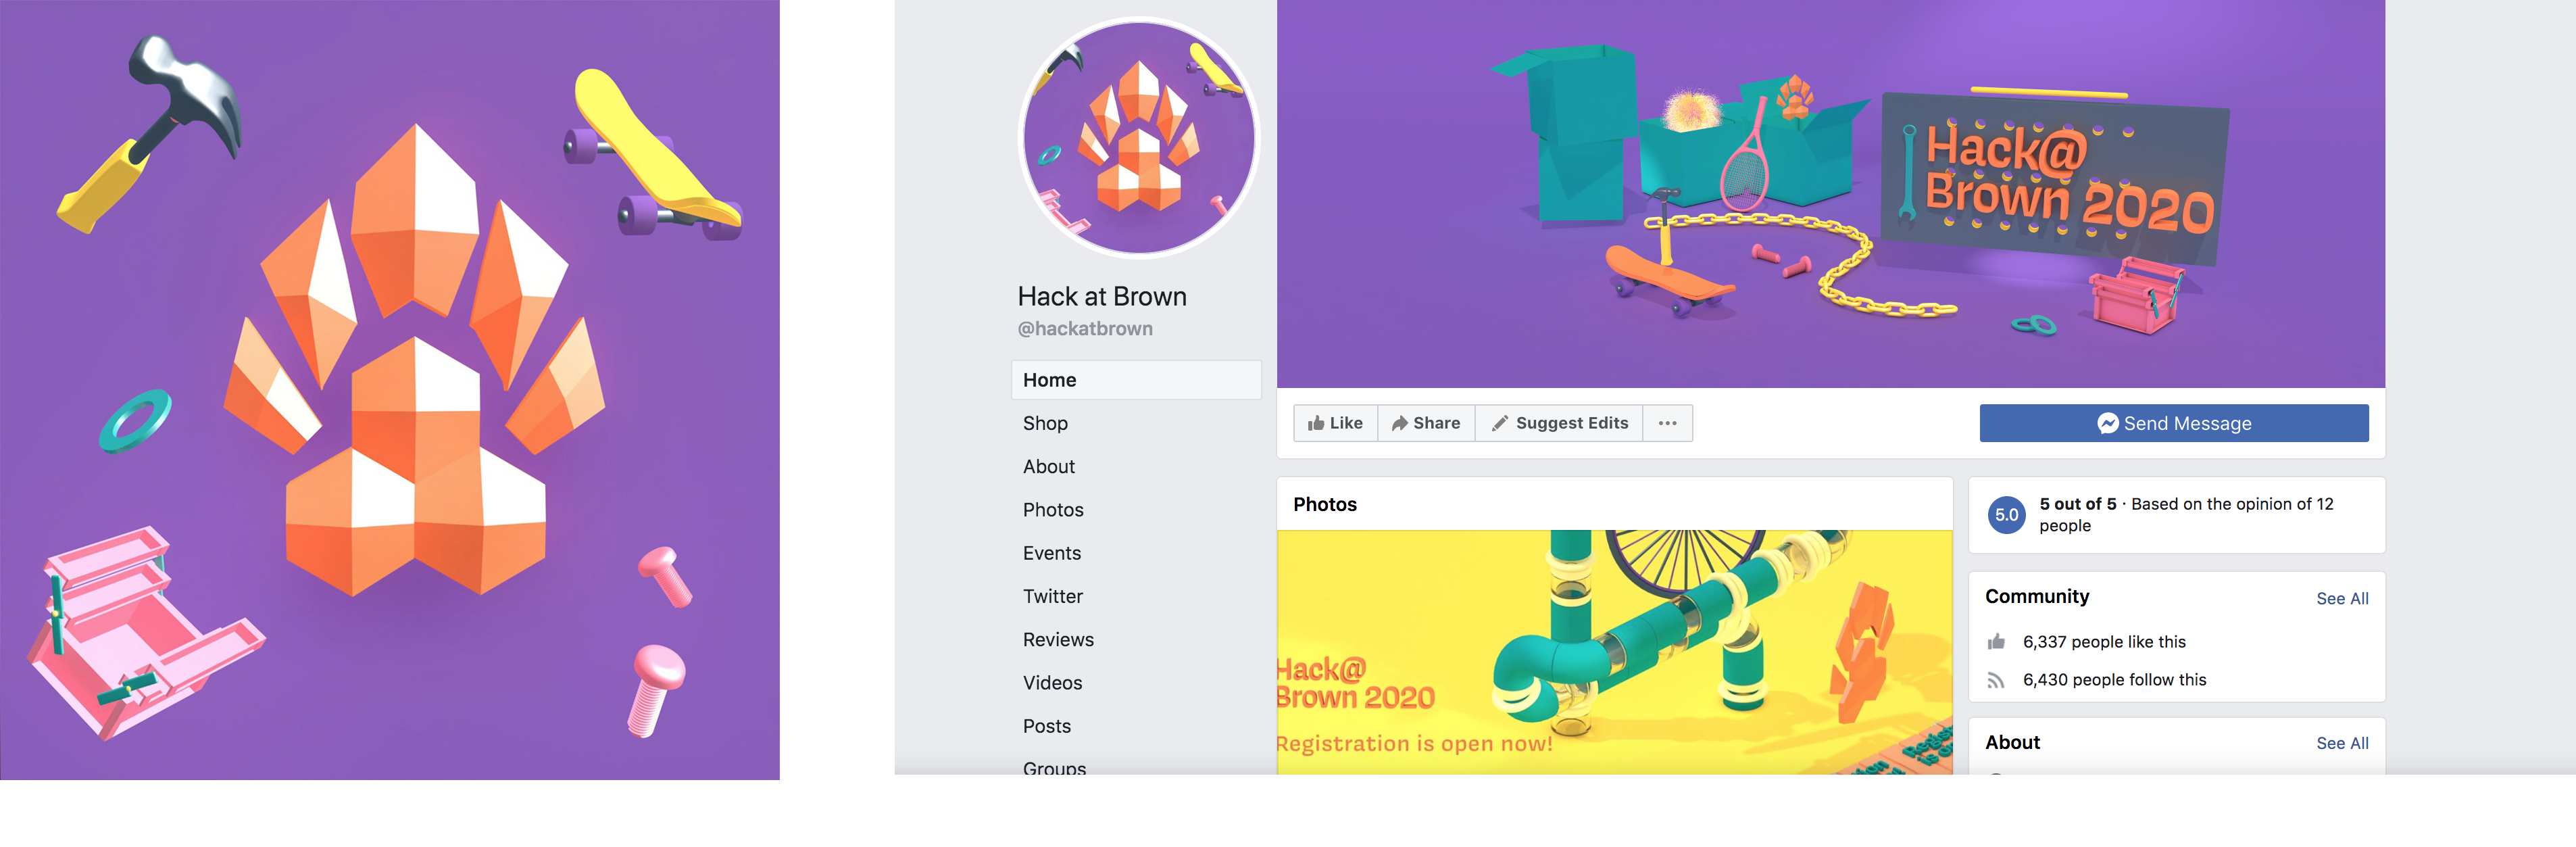 Hack@
Brown 2020
Hack at Brown
@hackatbrown
Home
Shop
About
Photos
Events
Twitter
Reviews
Videos
Posts
Groups
Like
Share
Suggest Edits
Send Message
Photos
Hack@
Brown 2020
Registration is open now!
5.0
5 out of 5 · Based on the opinion of 12
people
Community
See All
6,337 people like this
6,430 people follow this
About
See All